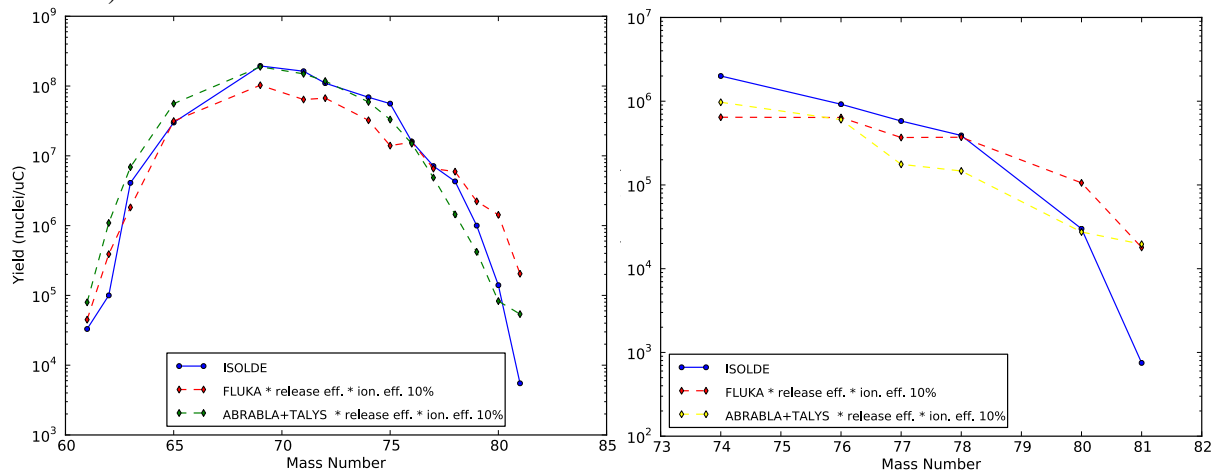 10^9
10^8
10^7
10^6
10^5
10^4
10^3
Yield (nuclei/uC)
60 65 70 75 80 85
Mass Number
ISOLDE
FLUKA * release eff. * ion. eff. 10%
ABRABLA+TALYS * release eff. * ion. eff. 10%
10^7
10^6
10^5
10^4
10^3
10^2
73 74 75 76 77 78 79 80 81 82
Mass Number
ISOLDE
FLUKA * release eff. * ion. eff. 10%
ABRABLA+TALYS * release eff. * ion. eff. 10%